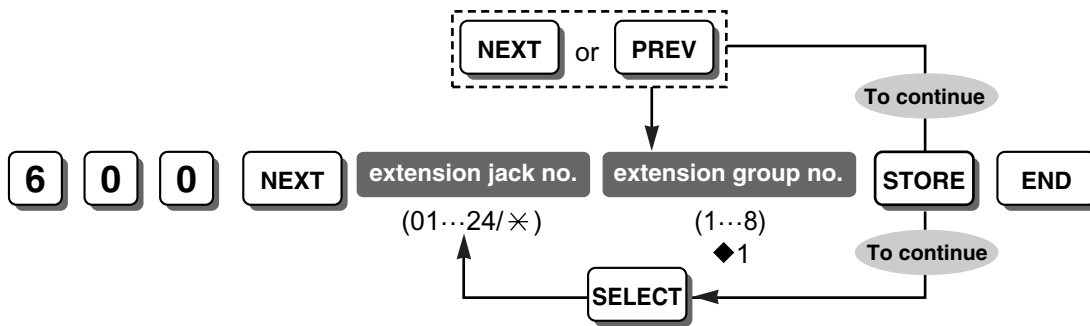 NEXT or PREV
To continue
6 0 0 NEXT extension jack no. extension group no. STORE END
(01···24/✳) (1···8)
◆1
To continue
SELECT